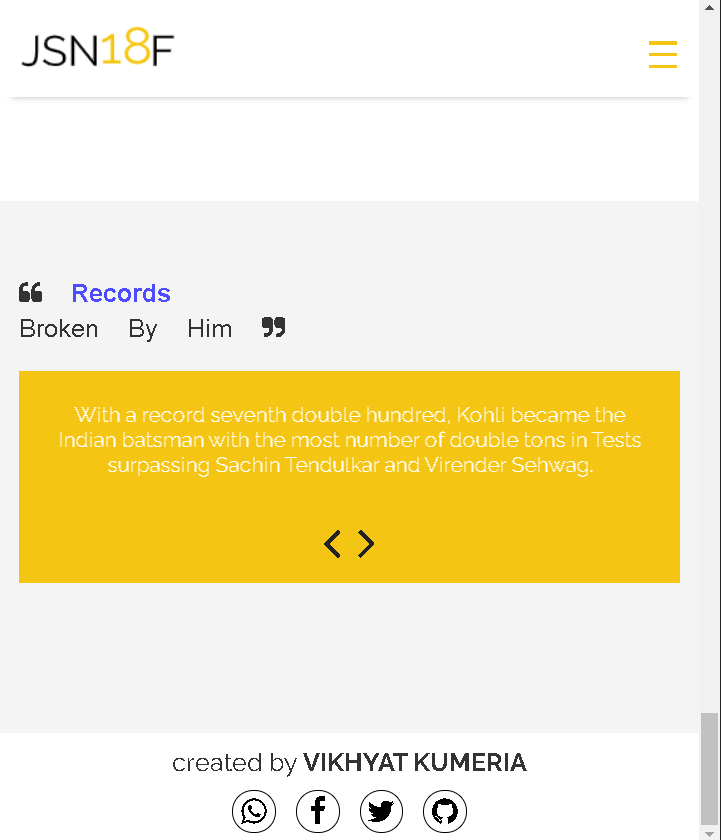 JSN18F
❝ Records
Broken By Him ❞
With a record seventh double hundred, Kohli became the
Indian batsman with the most number of double tons in Tests
surpassing Sachin Tendulkar and Virender Sehwag.
created by VIKHYAT KUMERIA